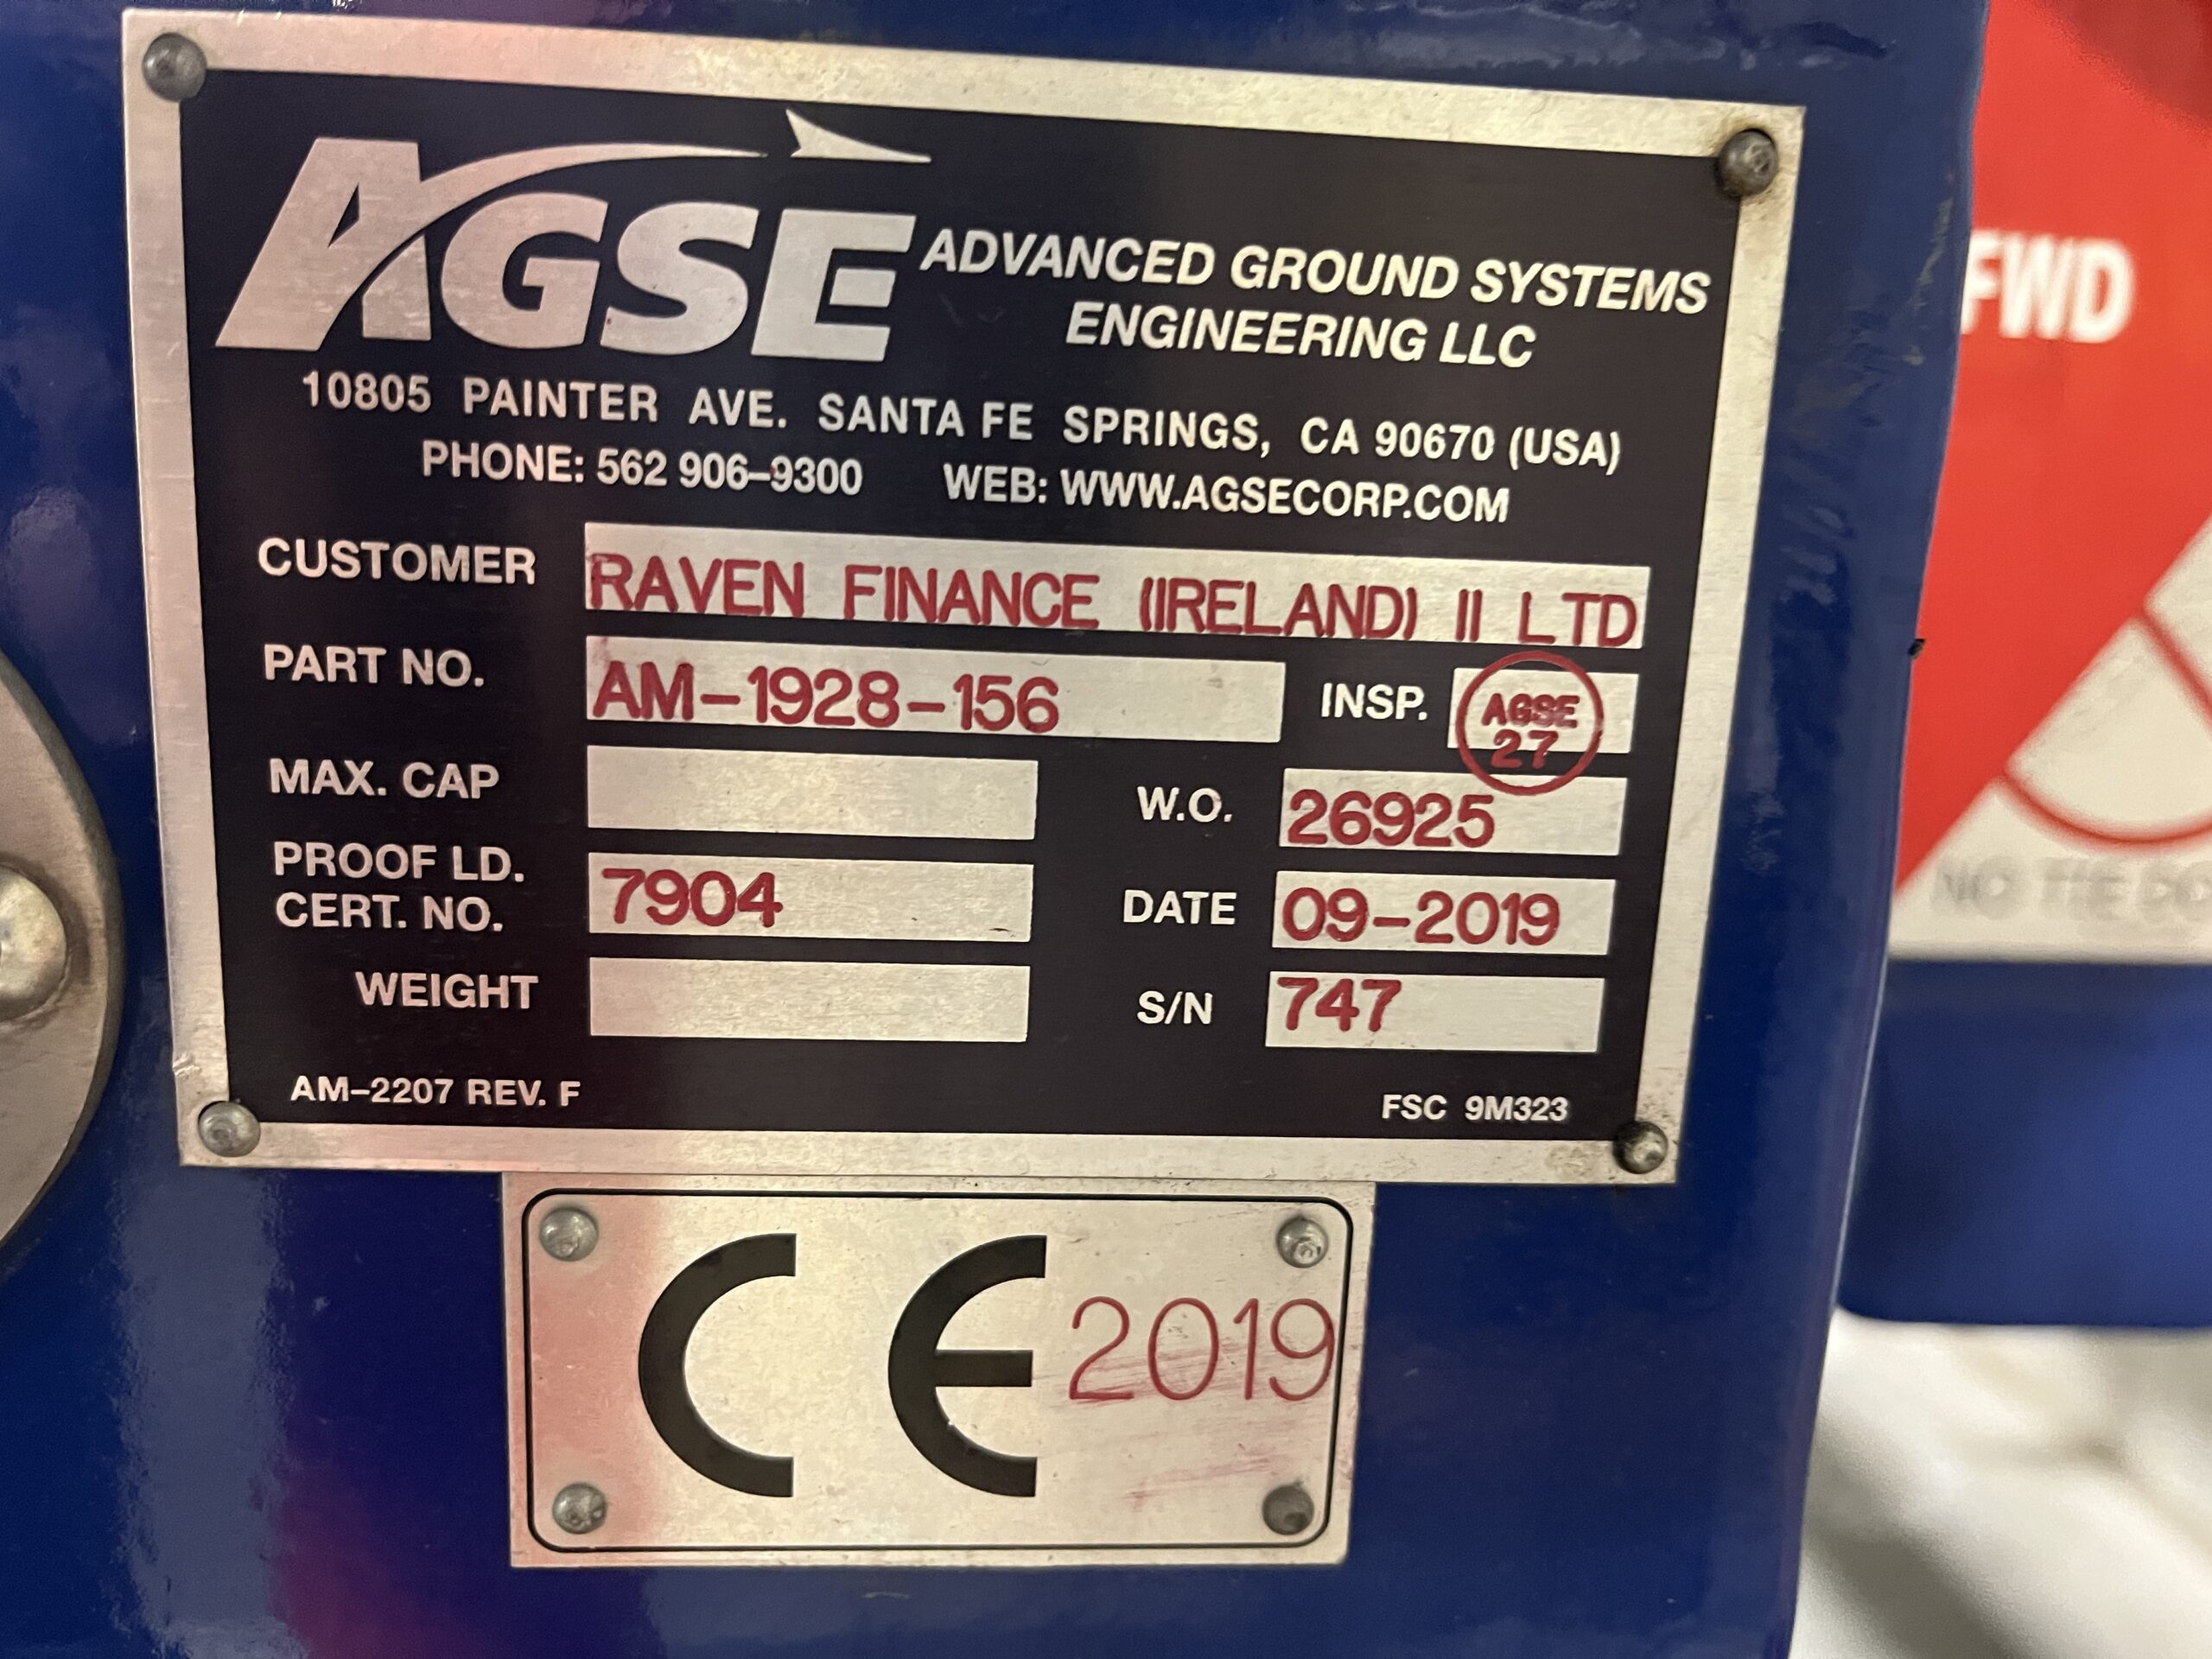 AGSE ADVANCED GROUND SYSTEMS
ENGINEERING LLC
10805 PAINTER AVE. SANTA FE SPRINGS, CA 90670 (USA)
PHONE: 562 906-9300 WEB: WWW.AGSECORP.COM
CUSTOMER RAVEN FINANCE (IRELAND) II LTD
PART NO. AM-1928-156 INSP. AGSE
27
MAX. CAP W.O. 26925
PROOF LD.
CERT. NO. 7904 DATE 09-2019
WEIGHT S/N 747
AM-2207 REV. F FSC 9M323
CE 2019
FWD
NO TIE